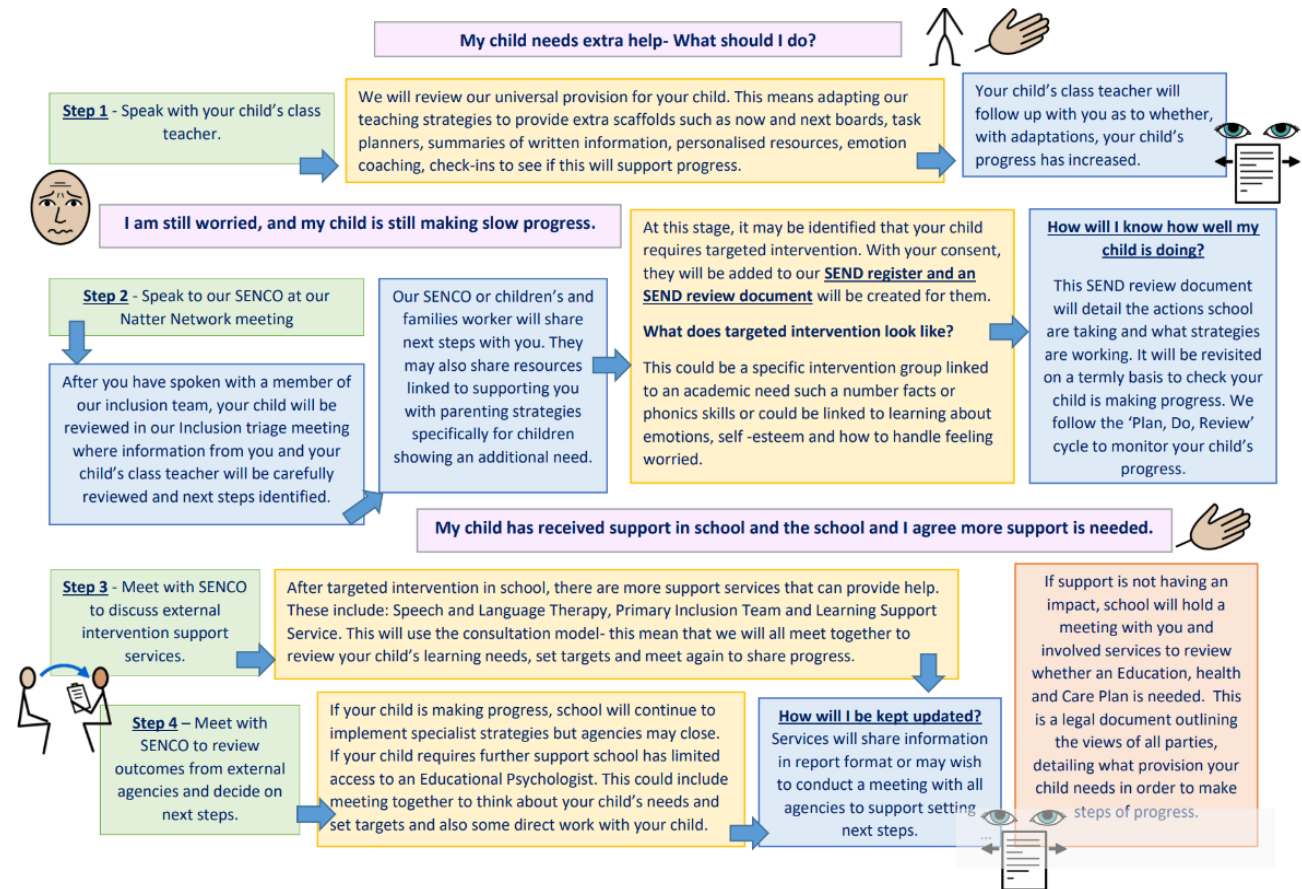 My child needs extra help- What should I do?
Step 1 - Speak with your child's class
teacher.
We will review our universal provision for your child. This means adapting our
teaching strategies to provide extra scaffolds such as now and next boards, task
planners, summaries of written information, personalised resources, emotion
coaching, check-ins to see if this will support progress.
Your child's class teacher will
follow up with you as to whether,
with adaptations, your child's
progress has increased.
I am still worried, and my child is still making slow progress.
Step 2 - Speak to our SENCO at our
Natter Network meeting
After you have spoken with a member of
our inclusion team, your child will be
reviewed in our Inclusion triage meeting
where information from you and your
child's class teacher will be carefully
reviewed and next steps identified.
Our SENCO or children's and
families worker will share
next steps with you. They
may also share resources
linked to supporting you
with parenting strategies
specifically for children
showing an additional need.
At this stage, it may be identified that your child
requires targeted intervention. With your consent,
they will be added to our SEND register and an
SEND review document will be created for them.
What does targeted intervention look like?
This could be a specific intervention group linked
to an academic need such a number facts or
phonics skills or could be linked to learning about
emotions, self -esteem and how to handle feeling
worried.
How will I know how well my
child is doing?
This SEND review document
will detail the actions school
are taking and what strategies
are working. It will be revisited
on a termly basis to check your
child is making progress. We
follow the 'Plan, Do, Review'
cycle to monitor your child's
progress.
My child has received support in school and the school and I agree more support is needed.
Step 3 - Meet with SENCO
to discuss external
intervention support
services.
After targeted intervention in school, there are more support services that can provide help.
These include: Speech and Language Therapy, Primary Inclusion Team and Learning Support
Service. This will use the consultation model- this mean that we will all meet together to
review your child's learning needs, set targets and meet again to share progress.
Step 4 – Meet with
SENCO to review
outcomes from external
agencies and decide on
next steps.
If your child is making progress, school will continue to
implement specialist strategies but agencies may close.
If your child requires further support school has limited
access to an Educational Psychologist. This could include
meeting together to think about your child's needs and
set targets and also some direct work with your child.
How will I be kept updated?
Services will share information
in report format or may wish
to conduct a meeting with all
agencies to support setting
next steps.
If support is not having an
impact, school will hold a
meeting with you and
involved services to review
whether an Education, health
and Care Plan is needed. This
is a legal document outlining
the views of all parties,
detailing what provision your
child needs in order to make
steps of progress.
...